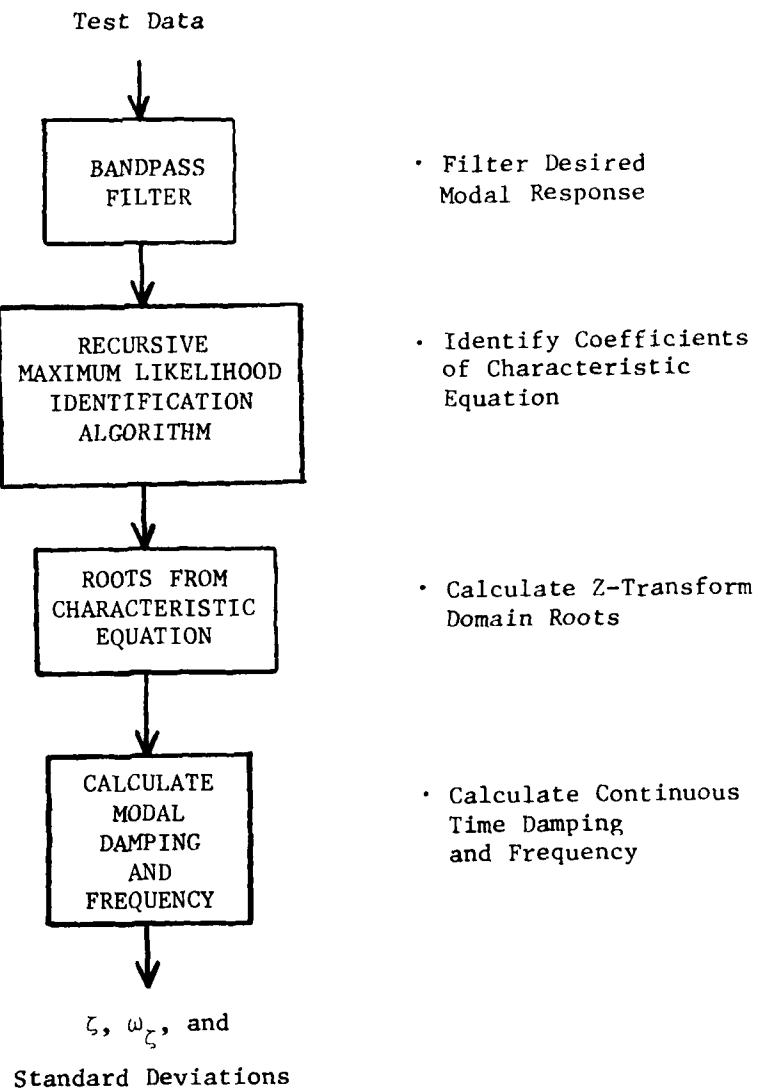 Test Data
BANDPASS
FILTER
· Filter Desired
Modal Response
RECURSIVE
MAXIMUM LIKELIHOOD
IDENTIFICATION
ALGORITHM
· Identify Coefficients
of Characteristic
Equation
ROOTS FROM
CHARACTERISTIC
EQUATION
· Calculate Z-Transform
Domain Roots
CALCULATE
MODAL
DAMPING
AND
FREQUENCY
· Calculate Continuous
Time Damping
and Frequency
ζ, ω_ζ, and
Standard Deviations